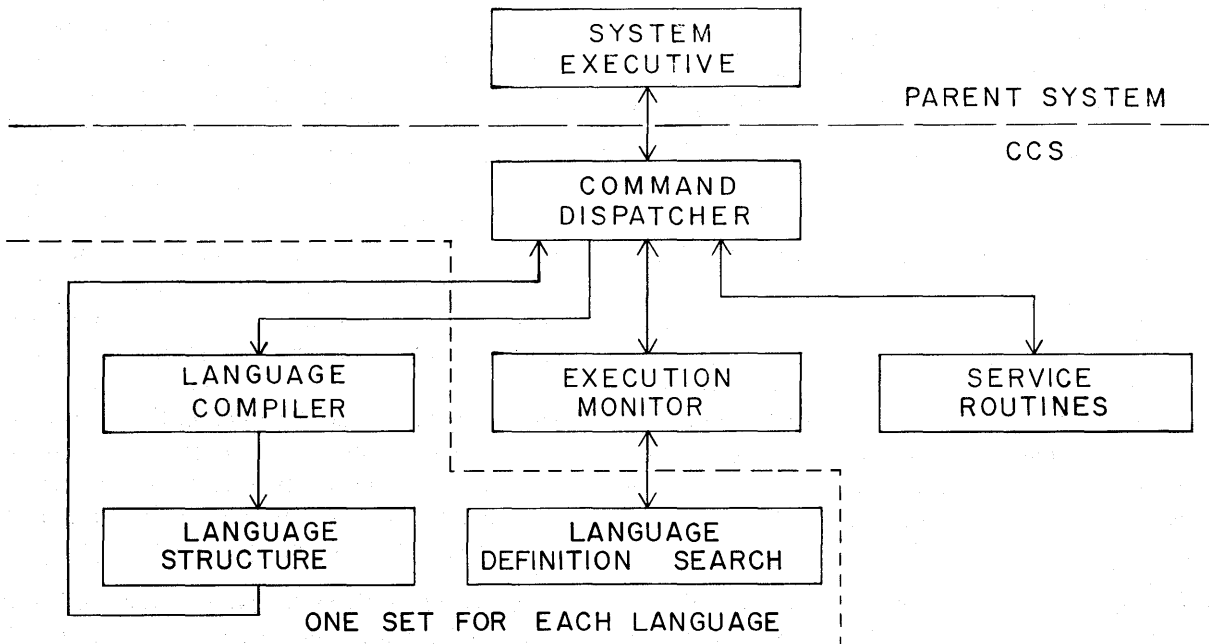 SYSTEM
EXECUTIVE
PARENT SYSTEM
CCS
COMMAND
DISPATCHER
LANGUAGE
COMPILER
EXECUTION
MONITOR
SERVICE
ROUTINES
LANGUAGE
STRUCTURE
LANGUAGE
DEFINITION SEARCH
ONE SET FOR EACH LANGUAGE